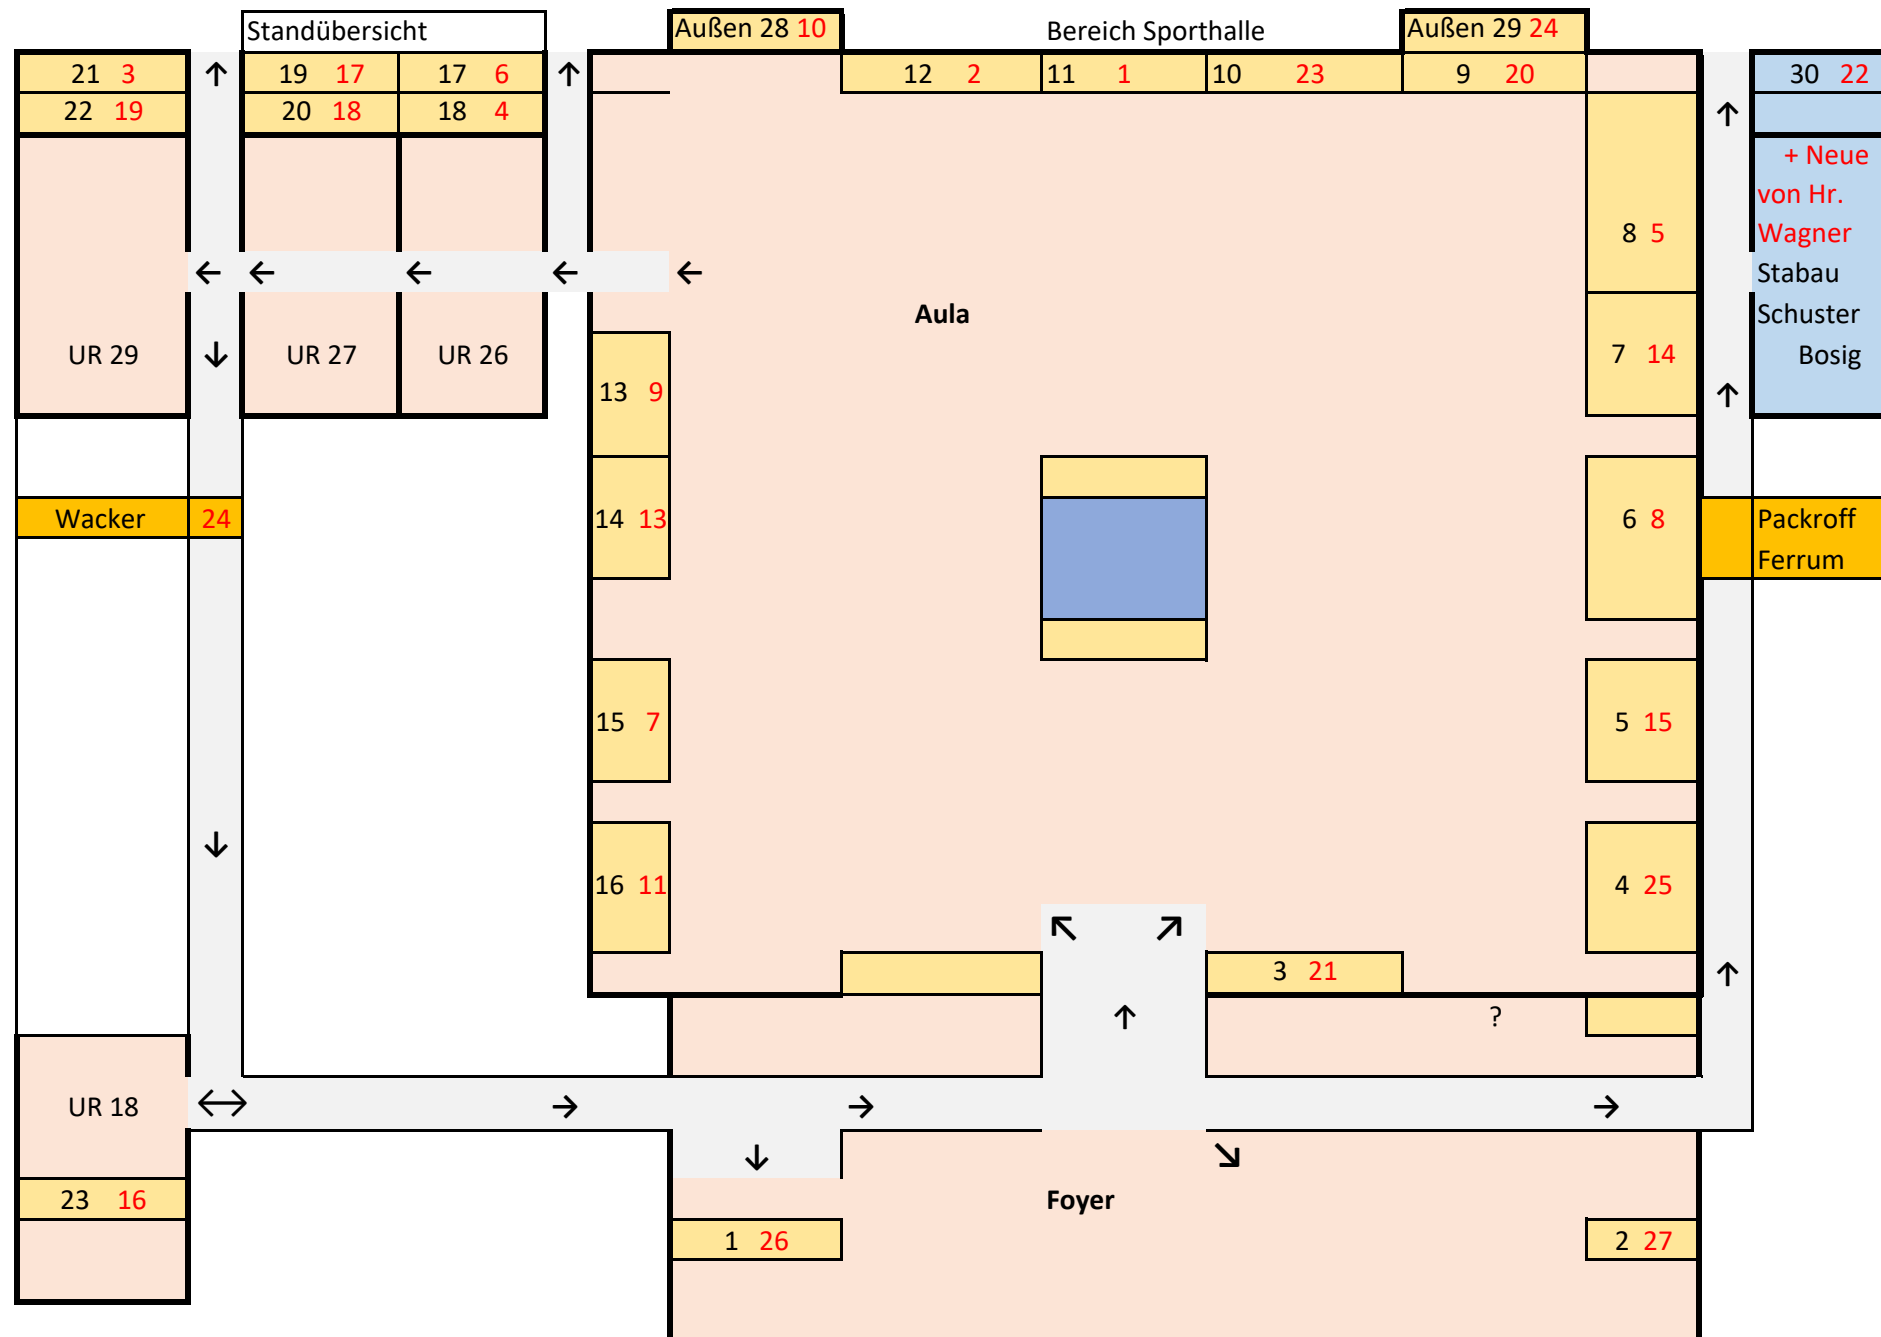 Standübersicht
Außen 28 10
Bereich Sporthalle
Außen 29 24
21 3 ↑ 19 17 17 6 ↑ 12 2 11 1 10 23 9 20 30 22
22 19 20 18 18 4 ↑
+ Neue
von Hr.
8 5 Wagner
← ← ← ← ← Stabau
Aula Schuster
UR 29 ↓ UR 27 UR 26 7 14 Bosig
13 9 ↑
Wacker 24 14 13 6 8 Packroff
Ferrum
15 7 5 15
↓
16 11 4 25
↖ ↗
3 21 ↑
↑ ?
UR 18 ↔ → → →
↓ ↘
23 16 Foyer
1 26 2 27